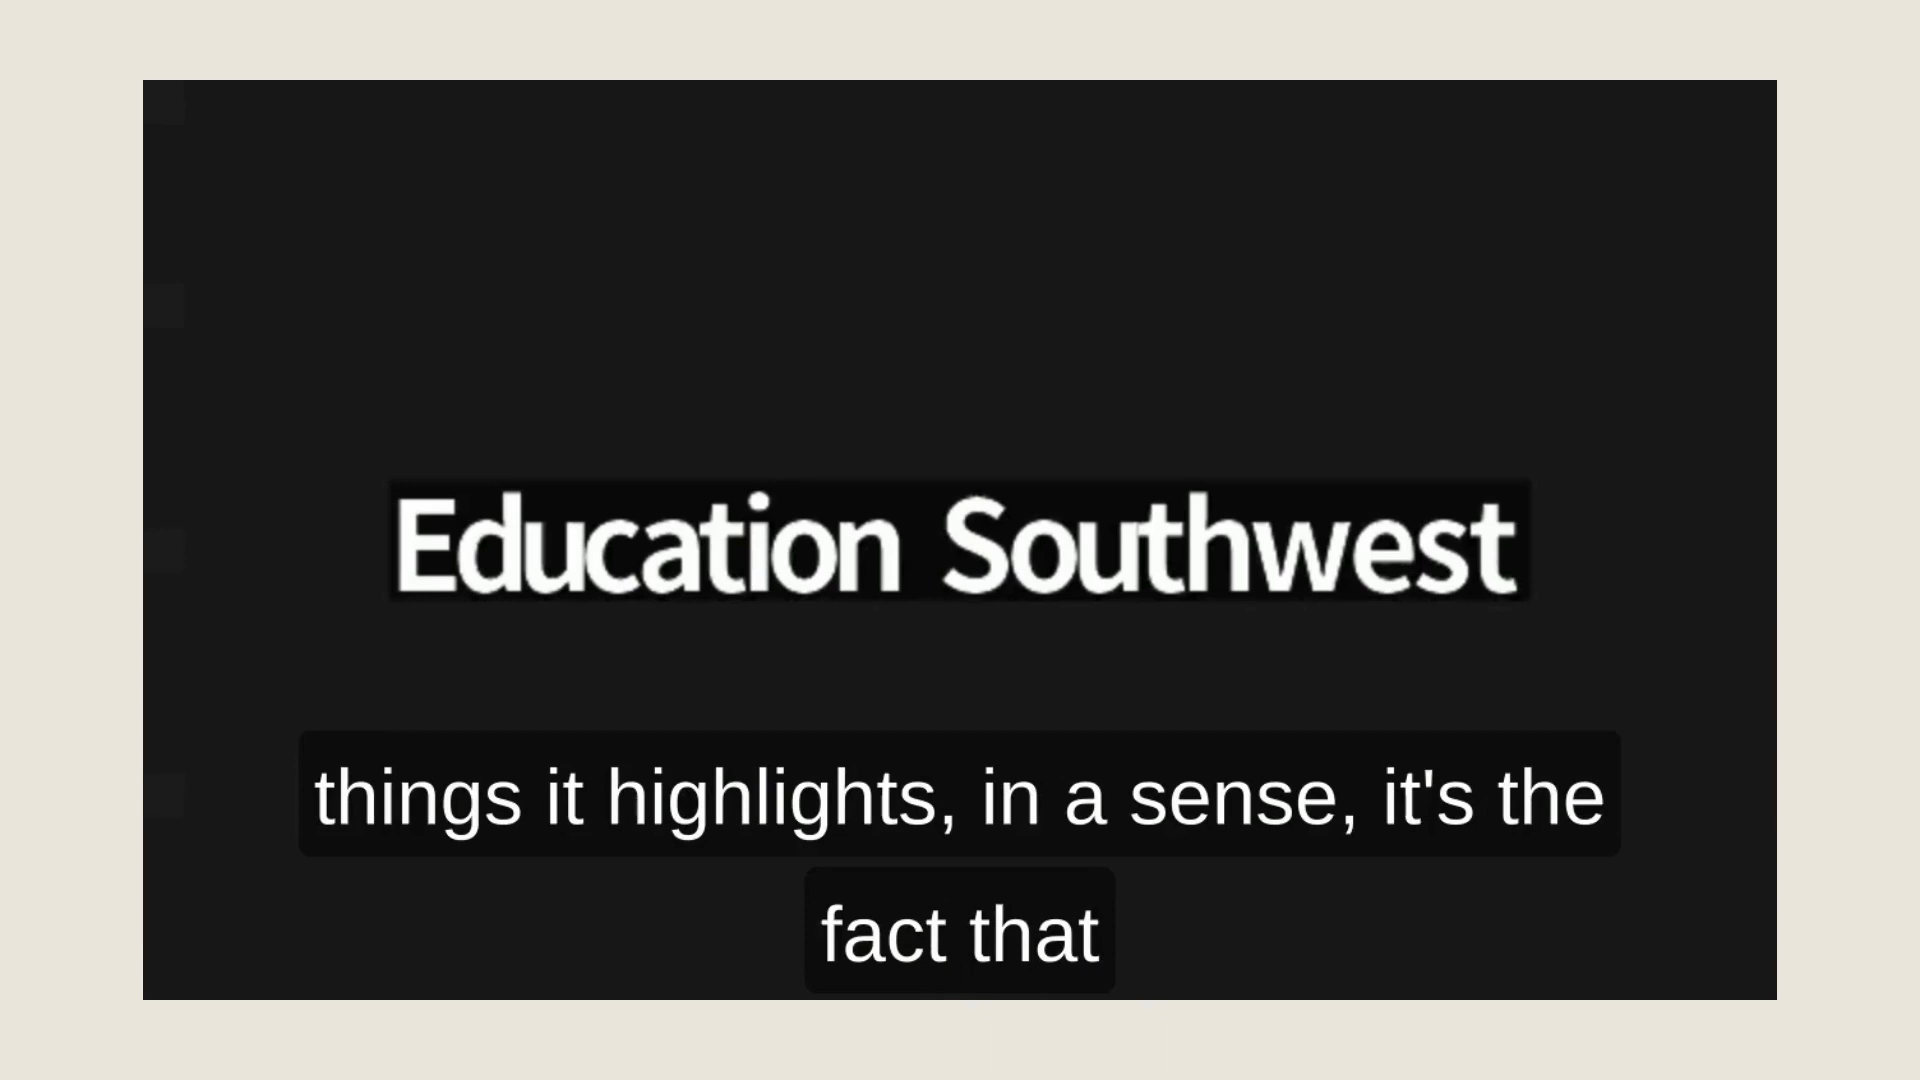 Education Southwest
things it highlights, in a sense, it's the
fact that